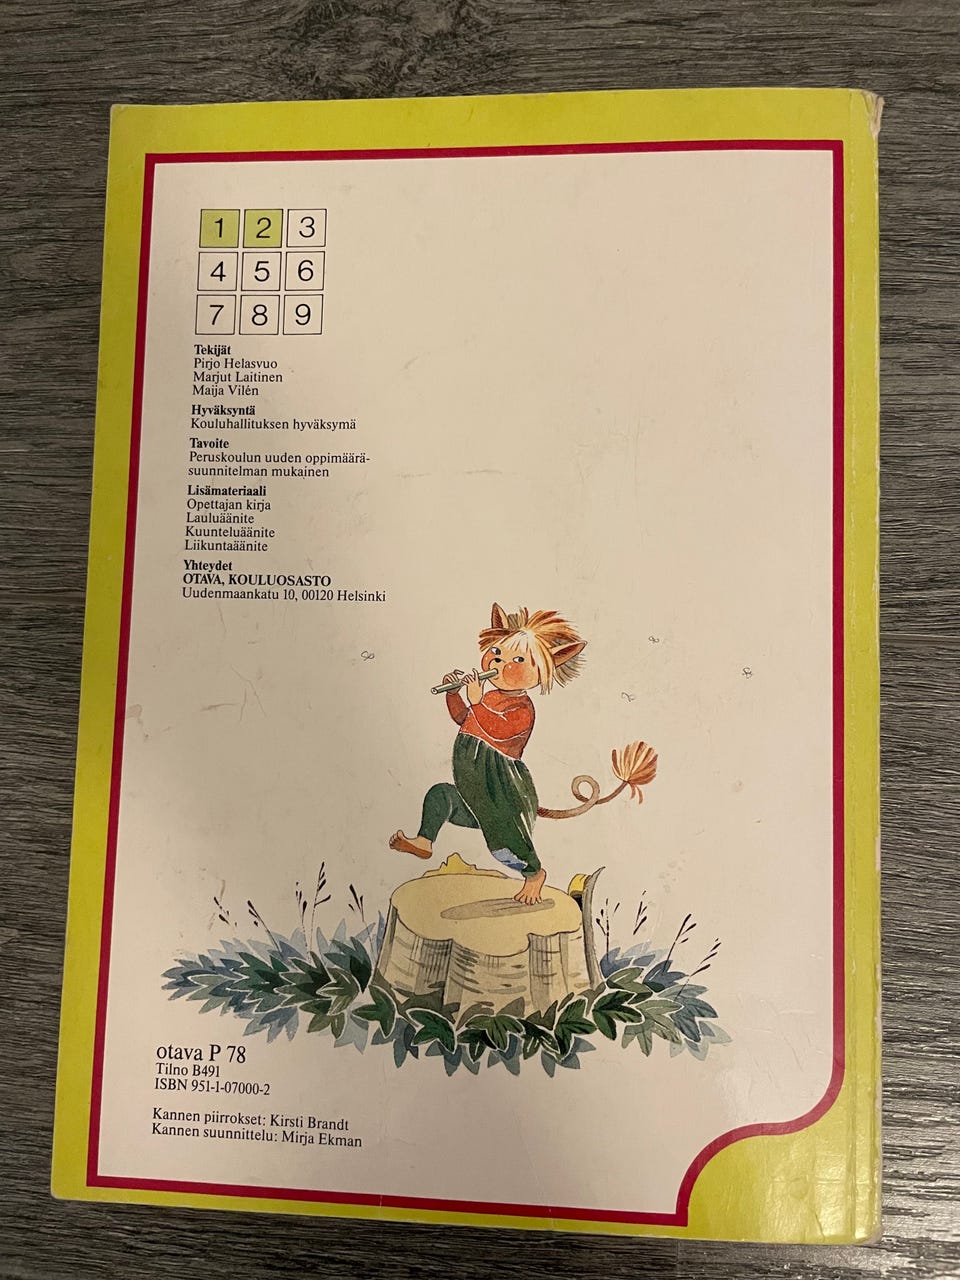 1 2 3
4 5 6
7 8 9
Tekijät
Pirjo Helasvuo
Marjut Laitinen
Maija Vilén
Hyväksyntä
Kouluhallituksen hyväksymä
Tavoite
Peruskoulun uuden oppimäärä-
suunnitelman mukainen
Lisämateriaali
Opettajan kirja
Lauluäänite
Kuunteluäänite
Liikuntaäänite
Yhteydet
OTAVA, KOULUOSASTO
Uudenmaankatu 10, 00120 Helsinki
otava P 78
Tilno B491
ISBN 951-1-07000-2
Kannen piirrokset: Kirsti Brandt
Kannen suunnittelu: Mirja Ekman